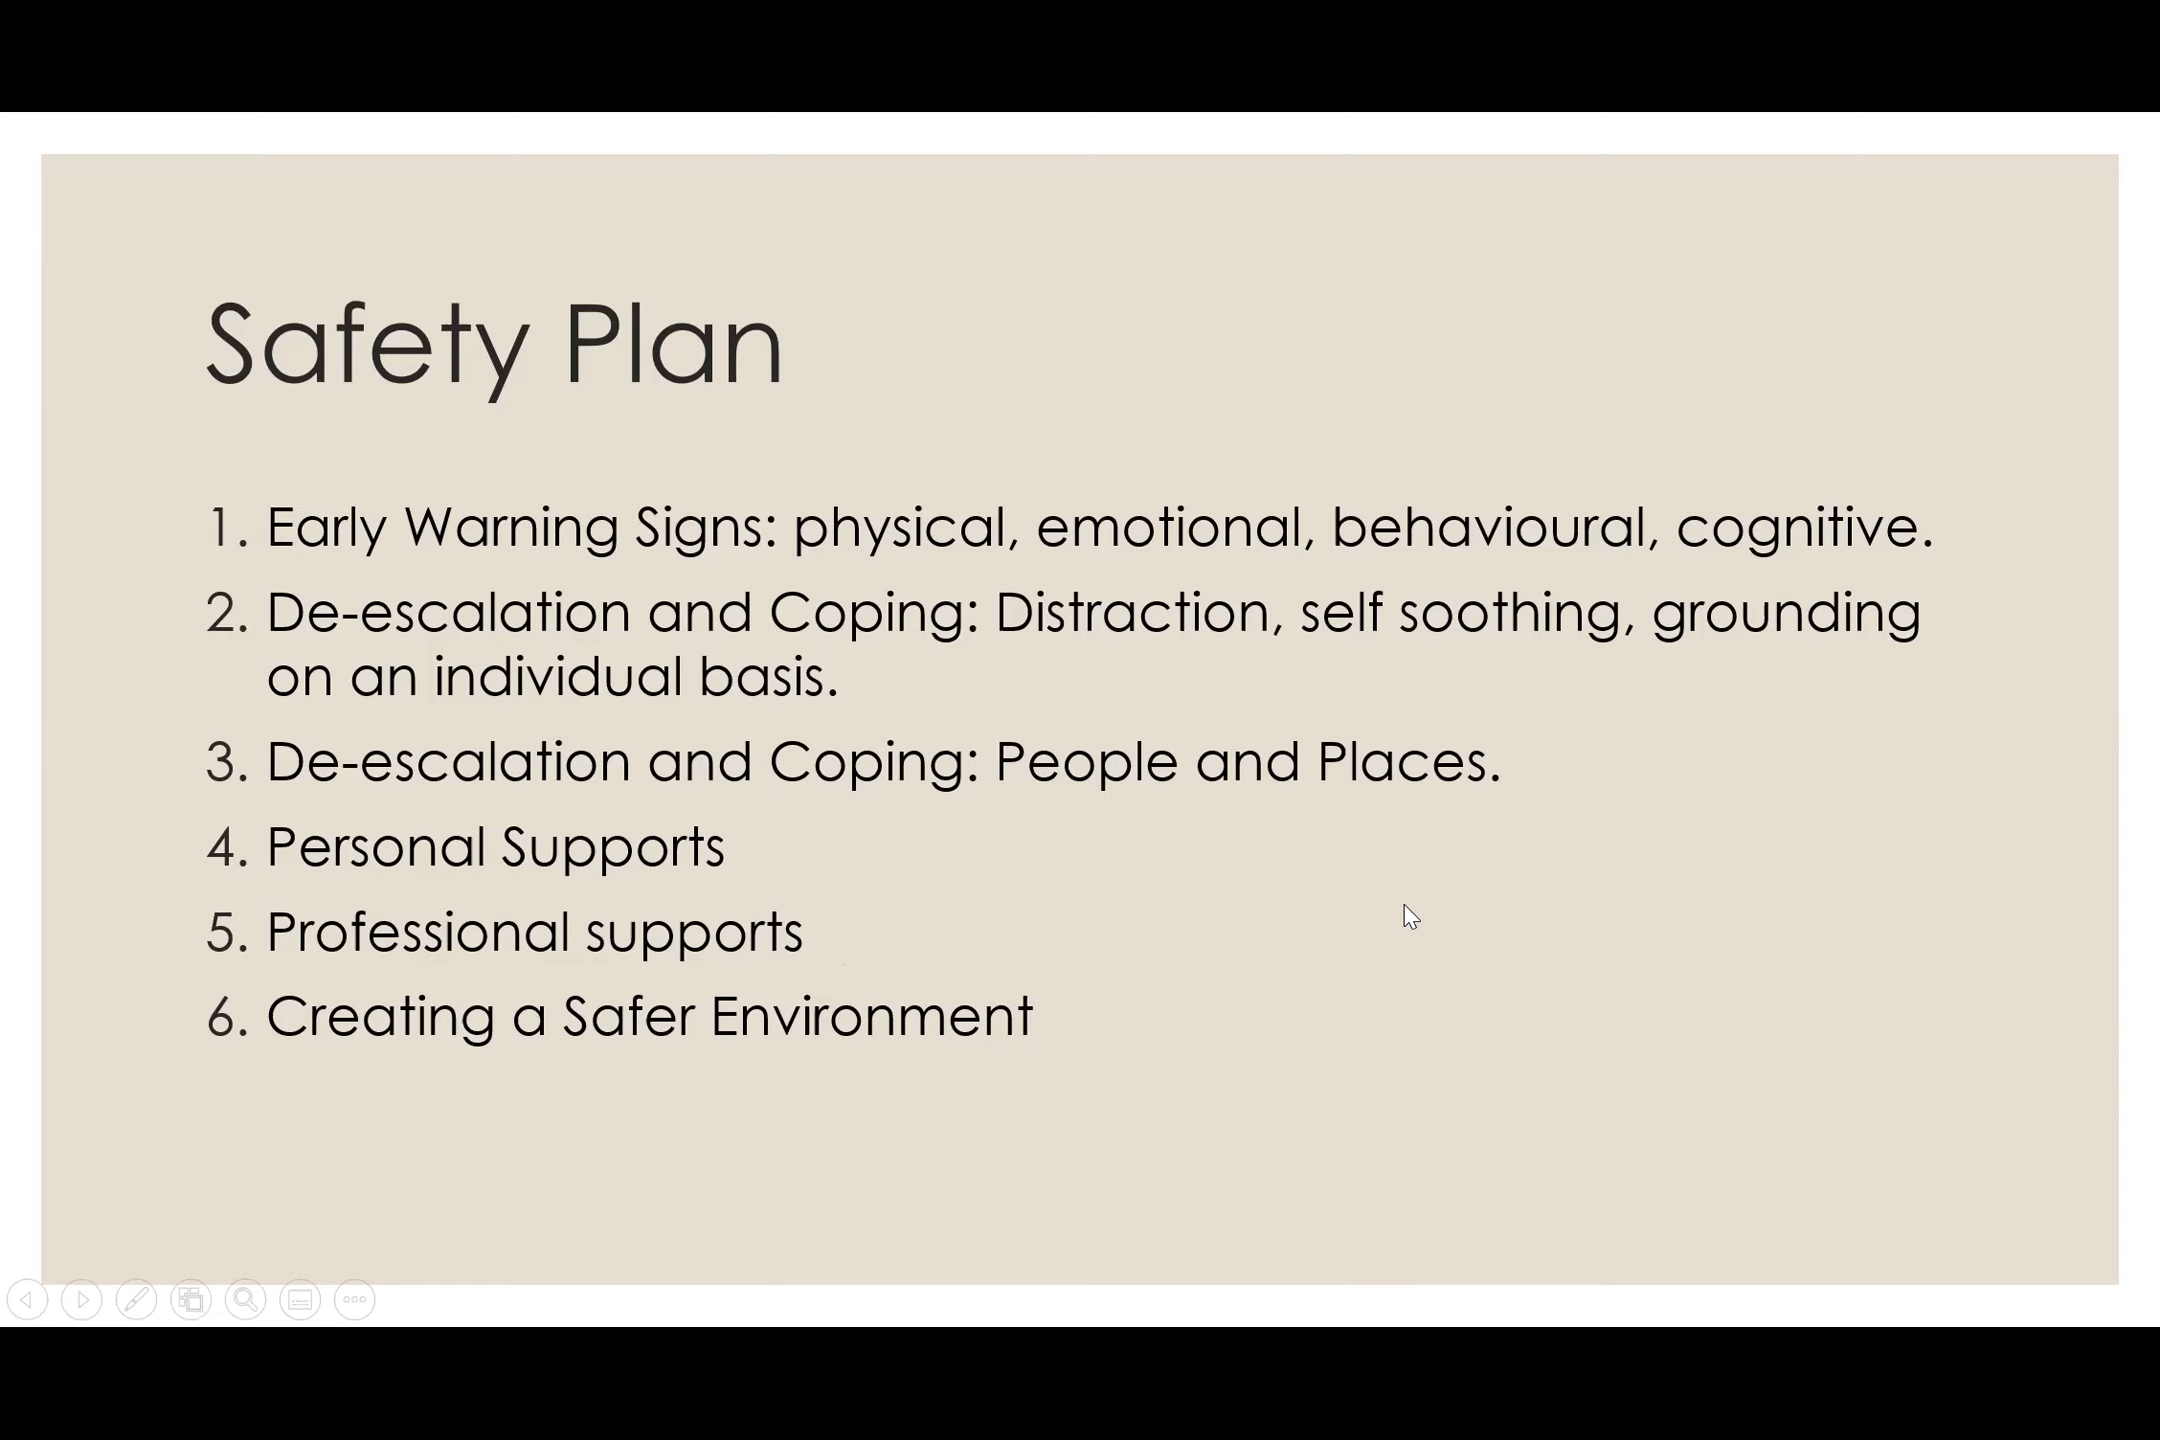 Safety Plan
1. Early Warning Signs: physical, emotional, behavioural, cognitive.
2. De-escalation and Coping: Distraction, self soothing, grounding
on an individual basis.
3. De-escalation and Coping: People and Places.
4. Personal Supports
5. Professional supports
6. Creating a Safer Environment